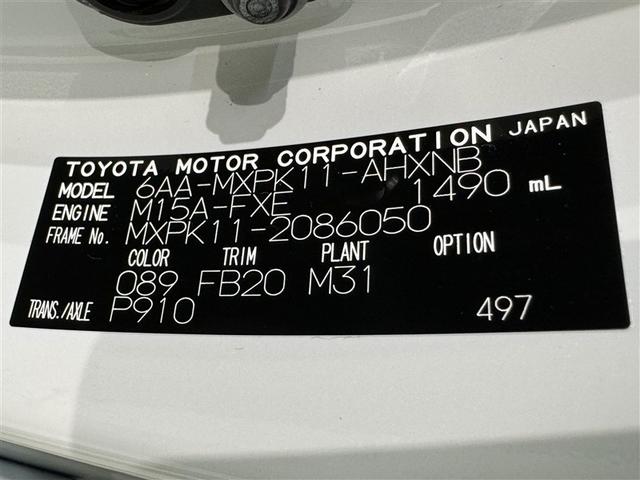 TOYOTA MOTOR CORPORATION JAPAN
MODEL 6AA-MXPK11-AHXNB
ENGINE M15A-FXE 1490 mL
FRAME No. MXPK11-2086050
COLOR TRIM PLANT OPTION
089 FB20 M31
TRANS./AXLE P910 497